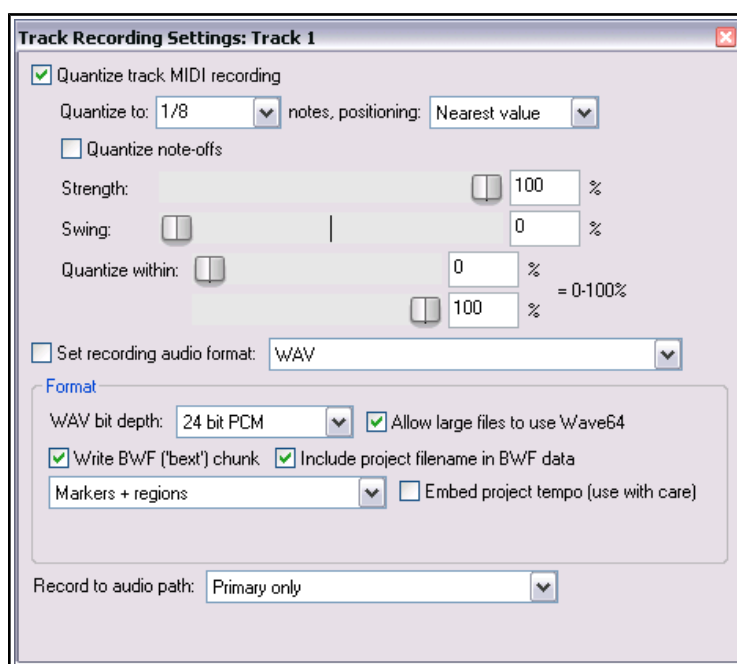 Track Recording Settings: Track 1
Quantize track MIDI recording
Quantize to: 1/8 notes, positioning: Nearest value
Quantize note-offs
Strength: 100 %
Swing: 0 %
Quantize within: 0 %
= 0-100%
100 %
Set recording audio format: WAV
Format
WAV bit depth: 24 bit PCM Allow large files to use Wave64
Write BWF ('bext') chunk Include project filename in BWF data
Markers + regions Embed project tempo (use with care)
Record to audio path: Primary only